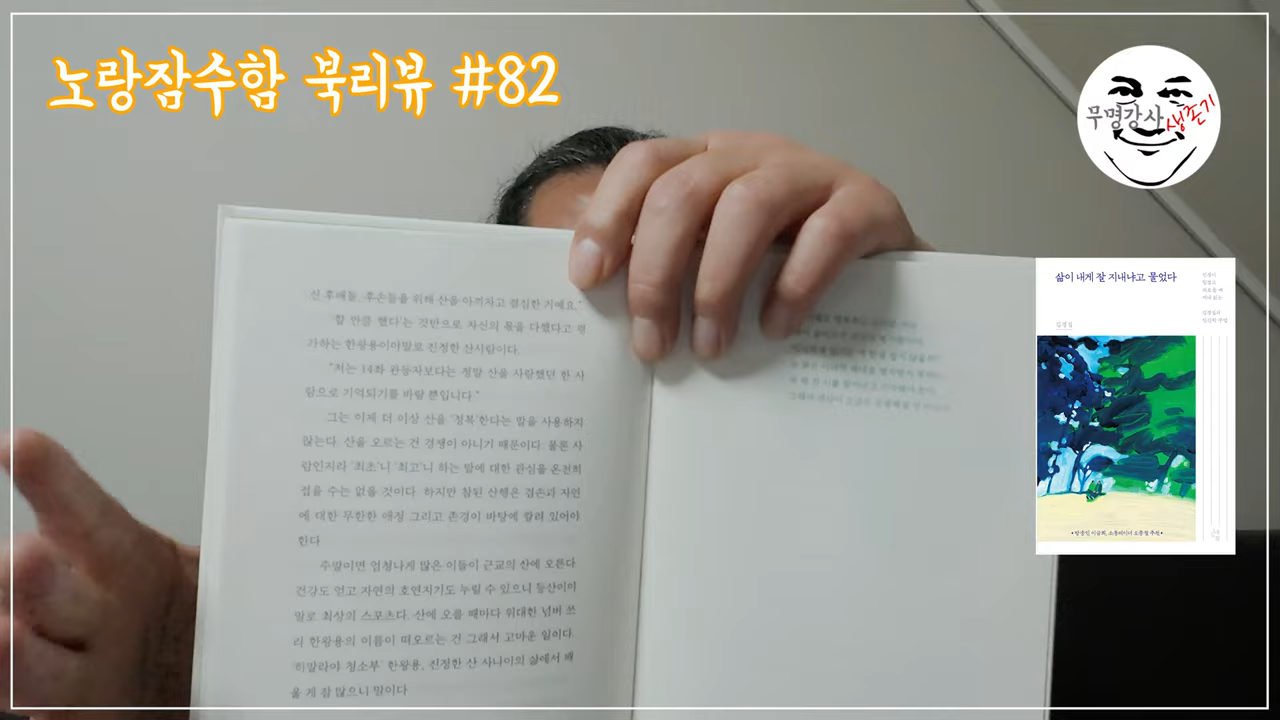 노랑잠수함 북리뷰 #82
무명강사 생존기
신 후배들, 후손들을 위해 산을 아끼자고 결심한 거예요."
'할 만큼 했다'는 것만으로 자신의 몫을 다했다고 평
가하는 한왕용이야말로 진정한 산사람이다.
"저는 14좌 완등자보다는 정말 산을 사랑했던 한 사
람으로 기억되기를 바랄 뿐입니다."
그는 이제 더 이상 산을 '정복'한다는 말을 사용하지
않는다. 산을 오르는 건 경쟁이 아니기 때문이다. 물론 사
람인지라 '최초'니 '최고'니 하는 말에 대한 관심을 온전히
접을 수는 없을 것이다. 하지만 참된 산행은 겸손과 자연
에 대한 무한한 애정 그리고 존경이 바탕에 깔려 있어야
한다.
주말이면 엄청나게 많은 이들이 근교의 산에 오른다.
건강도 얻고 자연의 호연지기도 누릴 수 있으니 등산이야
말로 최상의 스포츠다. 산에 오를 때마다 위대한 넘버 쓰
리 한왕용의 이름이 떠오르는 건 그래서 고마운 일이다.
'히말라야 청소부' 한왕용, 진정한 산 사나이의 삶에서 배
울 게 참 많으니 말이다.
삶이 내게 잘 지내냐고 물었다
김경집